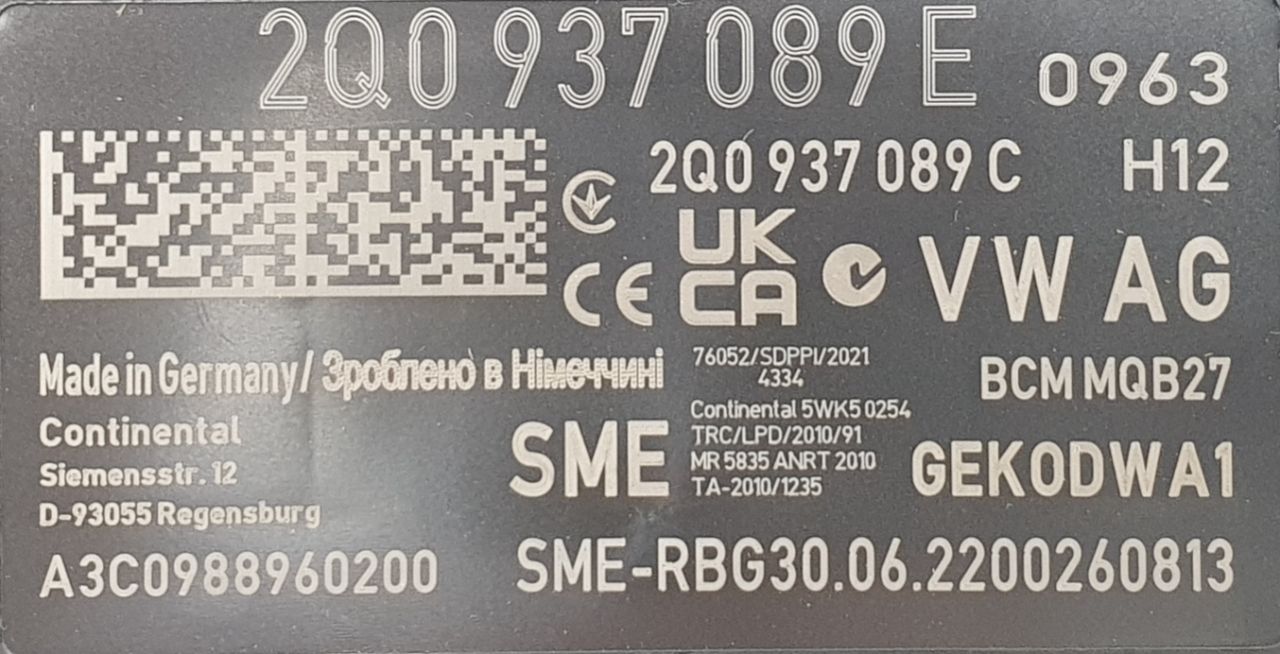 2Q0 937 089 E 0963
2Q0 937 089 C H12
UK
CA
CE
VW AG
Made in Germany/ Зроблено в Німеччині
76052/SDPPI/2021
4334
BCM MQB27
Continental
Siemensstr. 12
D-93055 Regensburg
SME
Continental 5WK5 0254
TRC/LPD/2010/91
MR 5835 ANRT 2010
TA-2010/1235
GEKODWA1
A3C0988960200
SME-RBG30.06.2200260813